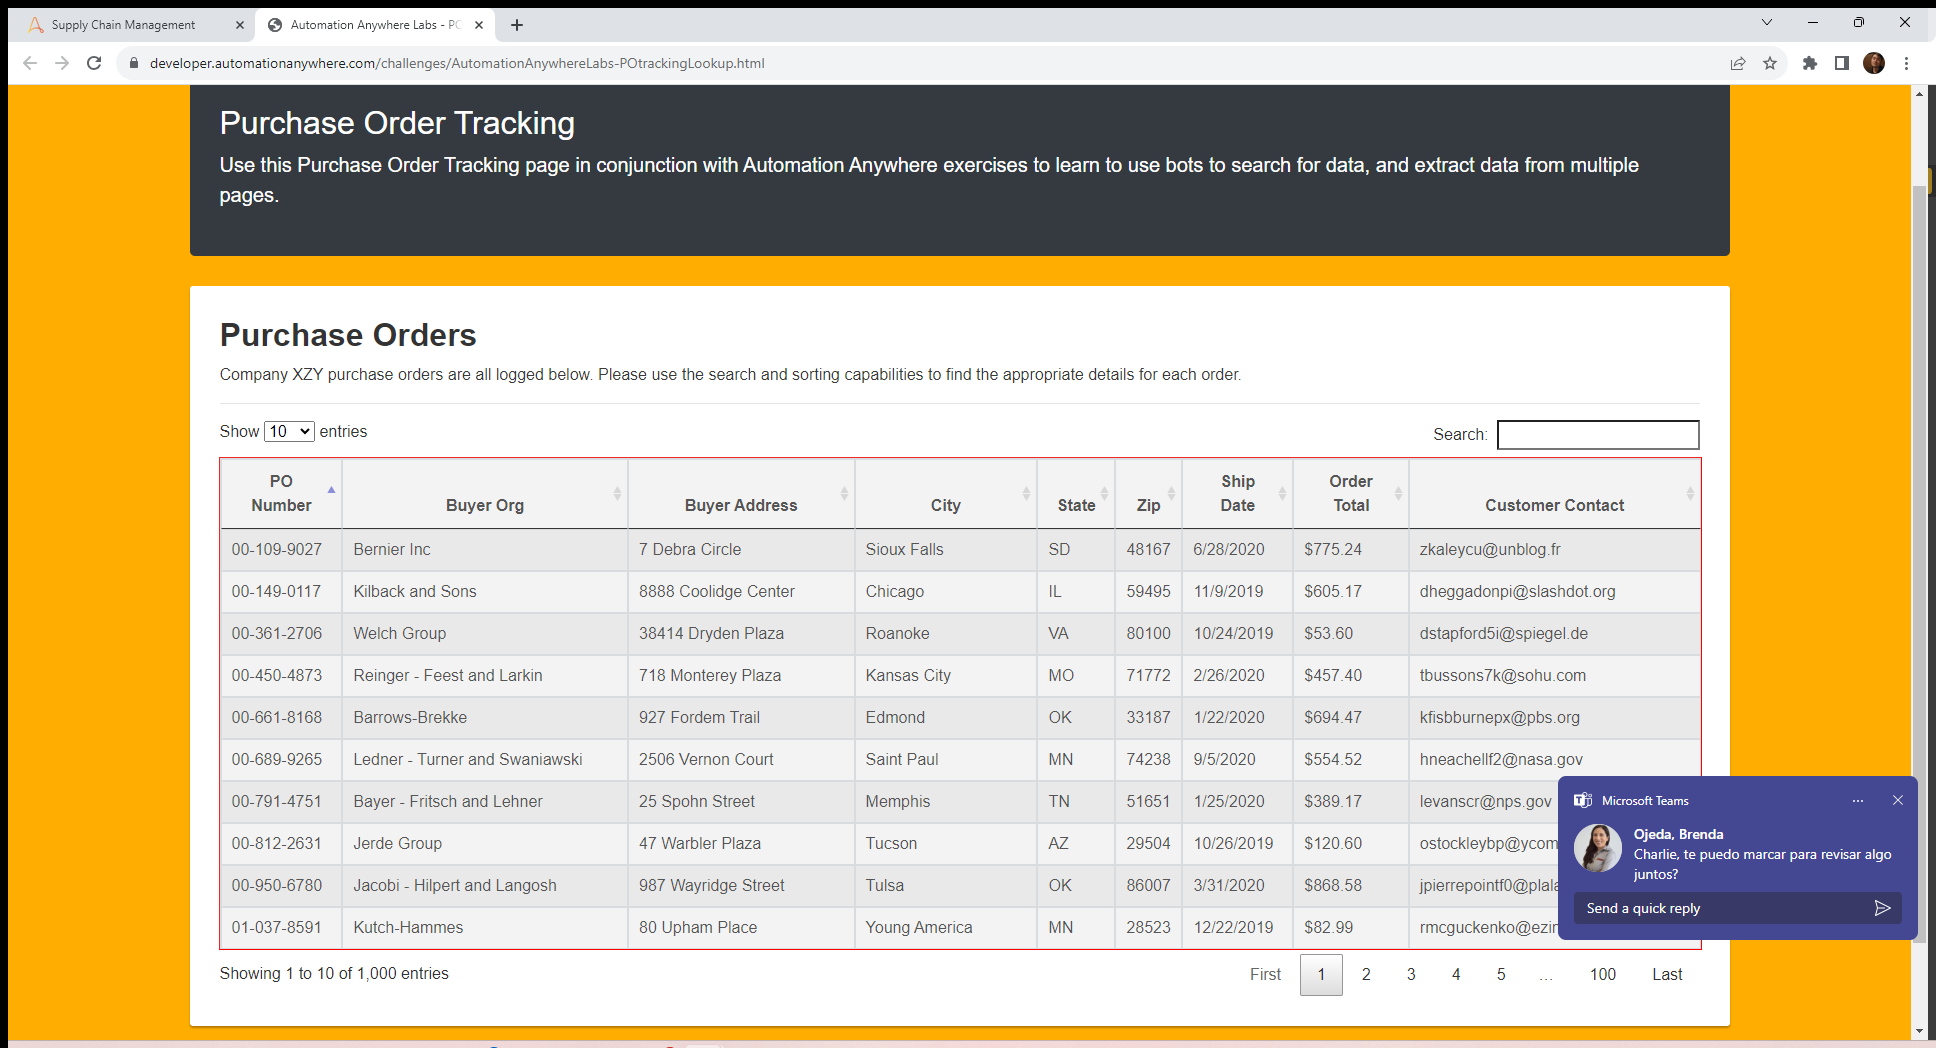 Supply Chain Management
Automation Anywhere Labs - PO
developer.automationanywhere.com/challenges/AutomationAnywhereLabs-POtrackingLookup.html
Purchase Order Tracking
Use this Purchase Order Tracking page in conjunction with Automation Anywhere exercises to learn to use bots to search for data, and extract data from multiple
pages.
Purchase Orders
Company XZY purchase orders are all logged below. Please use the search and sorting capabilities to find the appropriate details for each order.
Show 10 entries
Search:
PO Number Buyer Org Buyer Address City State Zip Ship Date Order Total Customer Contact
00-109-9027 Bernier Inc 7 Debra Circle Sioux Falls SD 48167 6/28/2020 $775.24 zkaleycu@unblog.fr
00-149-0117 Kilback and Sons 8888 Coolidge Center Chicago IL 59495 11/9/2019 $605.17 dheggadonpi@slashdot.org
00-361-2706 Welch Group 38414 Dryden Plaza Roanoke VA 80100 10/24/2019 $53.60 dstapford5i@spiegel.de
00-450-4873 Reinger - Feest and Larkin 718 Monterey Plaza Kansas City MO 71772 2/26/2020 $457.40 tbussons7k@sohu.com
00-661-8168 Barrows-Brekke 927 Fordem Trail Edmond OK 33187 1/22/2020 $694.47 kfisbburnepx@pbs.org
00-689-9265 Ledner - Turner and Swaniawski 2506 Vernon Court Saint Paul MN 74238 9/5/2020 $554.52 hneachellf2@nasa.gov
00-791-4751 Bayer - Fritsch and Lehner 25 Spohn Street Memphis TN 51651 1/25/2020 $389.17 levanscr@nps.gov
00-812-2631 Jerde Group 47 Warbler Plaza Tucson AZ 29504 10/26/2019 $120.60 ostockleybp@ycom
00-950-6780 Jacobi - Hilpert and Langosh 987 Wayridge Street Tulsa OK 86007 3/31/2020 $868.58 jpierrepointf0@plala
01-037-8591 Kutch-Hammes 80 Upham Place Young America MN 28523 12/22/2019 $82.99 rmcguckenko@ezin
Microsoft Teams
Ojeda, Brenda
Charlie, te puedo marcar para revisar algo
juntos?
Send a quick reply
Showing 1 to 10 of 1,000 entries
First 1 2 3 4 5 … 100 Last